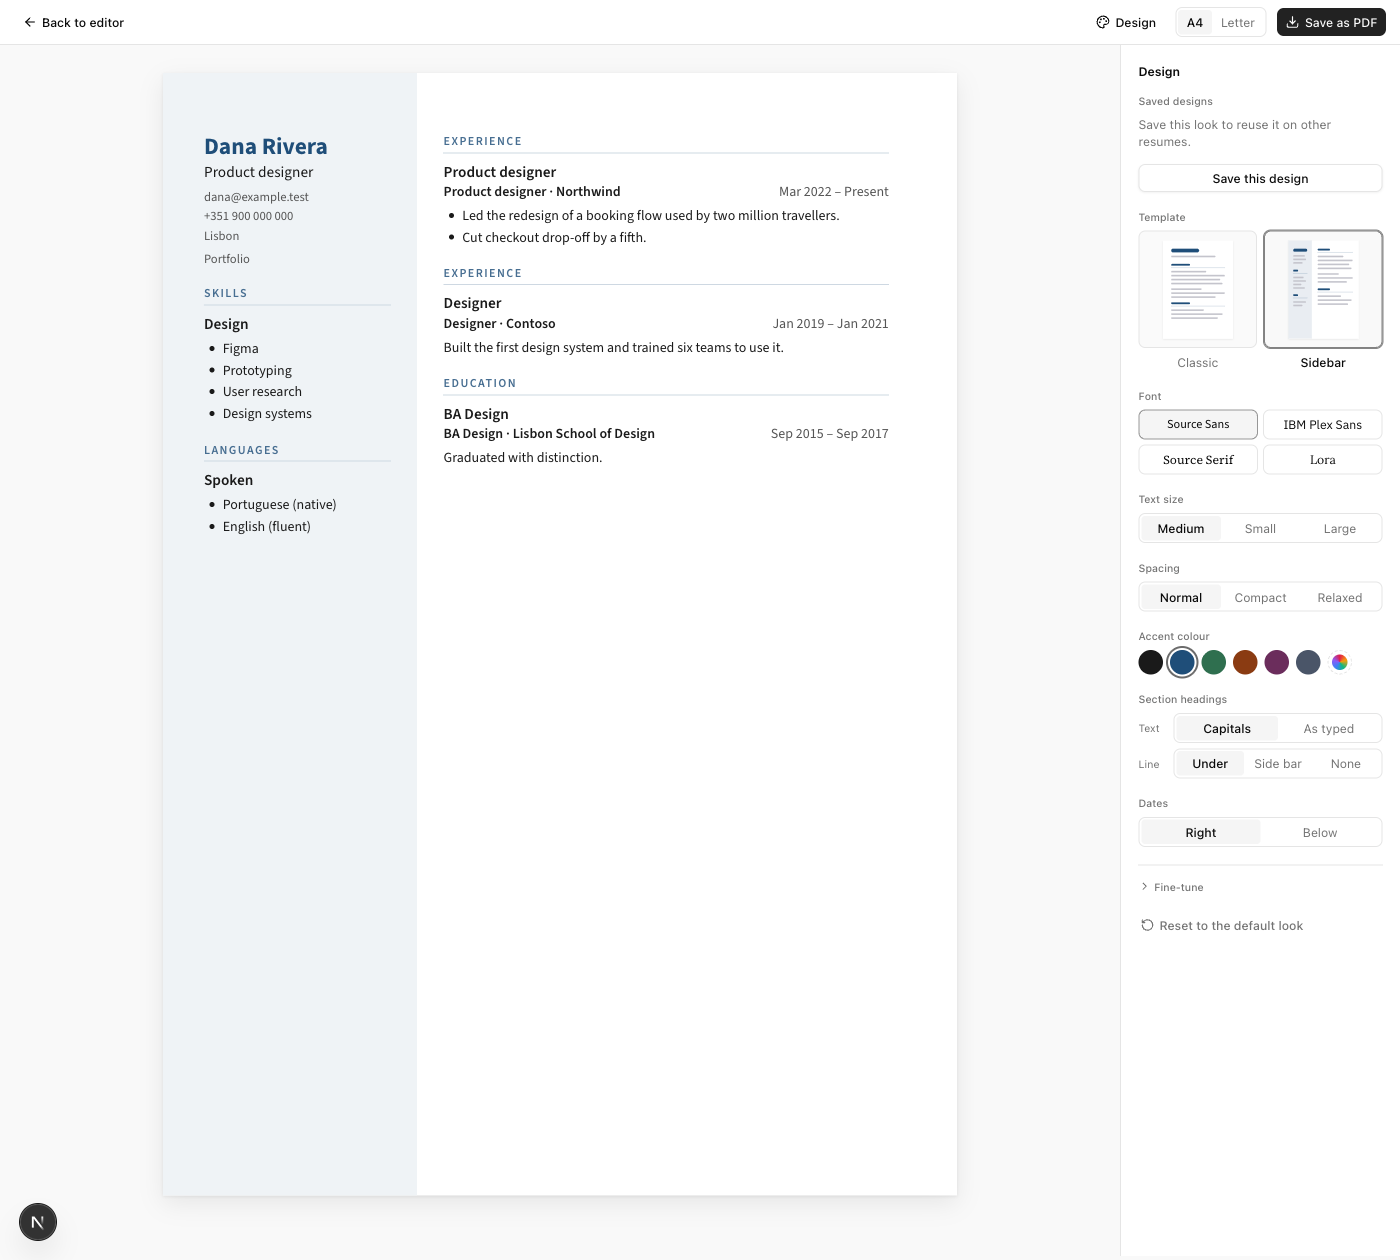 Back to editor
Design
A4
Letter
Save as PDF
Dana Rivera
Product designer
dana@example.test
+351 900 000 000
Lisbon
Portfolio
SKILLS
Design
Figma
Prototyping
User research
Design systems
LANGUAGES
Spoken
Portuguese (native)
English (fluent)
EXPERIENCE
Product designer
Product designer · Northwind Mar 2022 – Present
Led the redesign of a booking flow used by two million travellers.
Cut checkout drop-off by a fifth.
EXPERIENCE
Designer
Designer · Contoso Jan 2019 – Jan 2021
Built the first design system and trained six teams to use it.
EDUCATION
BA Design
BA Design · Lisbon School of Design Sep 2015 – Sep 2017
Graduated with distinction.
Design
Saved designs
Save this look to reuse it on other
resumes.
Save this design
Template
Classic Sidebar
Font
Source Sans IBM Plex Sans
Source Serif Lora
Text size
Medium Small Large
Spacing
Normal Compact Relaxed
Accent colour
Section headings
Text Capitals As typed
Line Under Side bar None
Dates
Right Below
Fine-tune
Reset to the default look
N